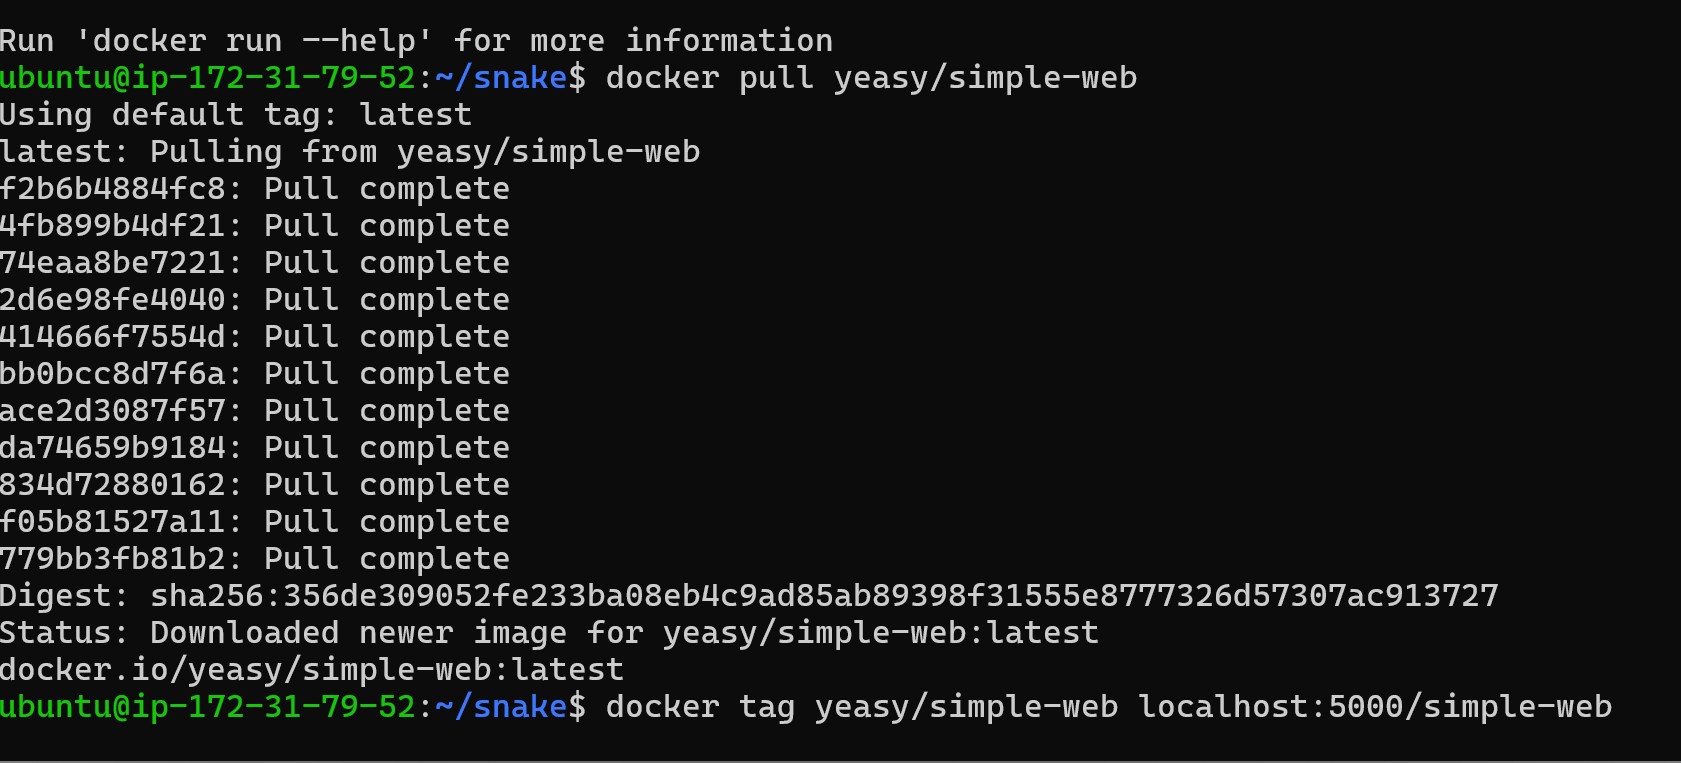 Run 'docker run --help' for more information
ubuntu@ip-172-31-79-52:~/snake$ docker pull yeasy/simple-web
Using default tag: latest
latest: Pulling from yeasy/simple-web
f2b6b4884fc8: Pull complete
4fb899b4df21: Pull complete
74eaa8be7221: Pull complete
2d6e98fe4040: Pull complete
414666f7554d: Pull complete
bb0bcc8d7f6a: Pull complete
ace2d3087f57: Pull complete
da74659b9184: Pull complete
834d72880162: Pull complete
f05b81527a11: Pull complete
779bb3fb81b2: Pull complete
Digest: sha256:356de309052fe233ba08eb4c9ad85ab89398f31555e8777326d57307ac913727
Status: Downloaded newer image for yeasy/simple-web:latest
docker.io/yeasy/simple-web:latest
ubuntu@ip-172-31-79-52:~/snake$ docker tag yeasy/simple-web localhost:5000/simple-web